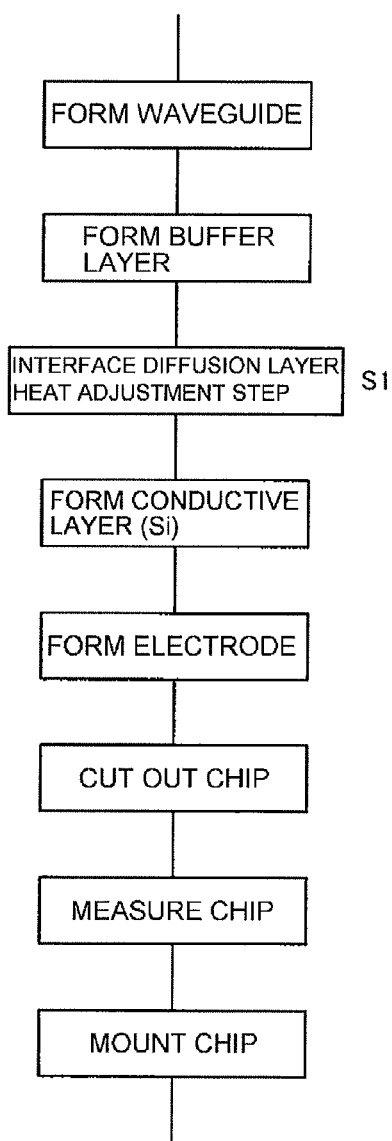 FORM WAVEGUIDE
FORM BUFFER
LAYER
INTERFACE DIFFUSION LAYER
HEAT ADJUSTMENT STEP
S1
FORM CONDUCTIVE
LAYER (Si)
FORM ELECTRODE
CUT OUT CHIP
MEASURE CHIP
MOUNT CHIP